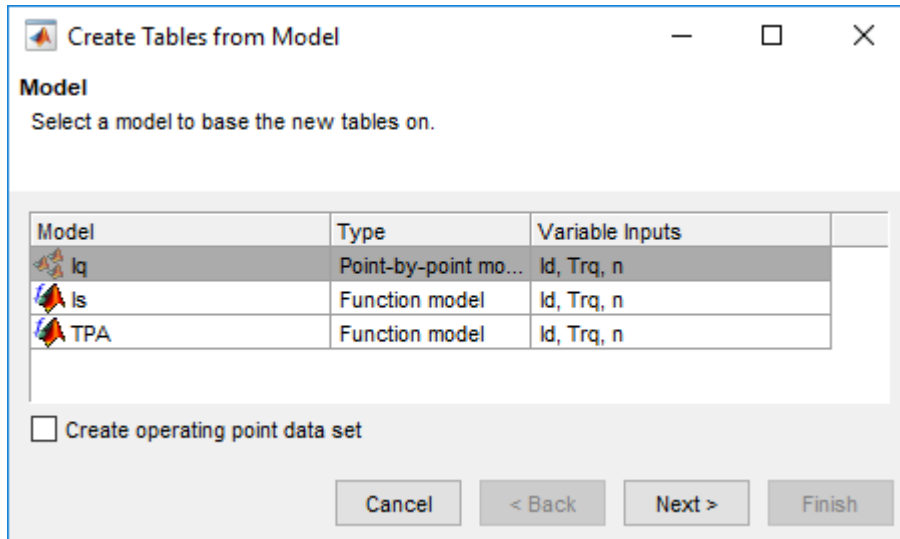 Create Tables from Model
Model
Select a model to base the new tables on.
Model Type Variable Inputs
Iq Point-by-point mo... Id, Trq, n
Is Function model Id, Trq, n
TPA Function model Id, Trq, n
Create operating point data set
Cancel < Back Next > Finish